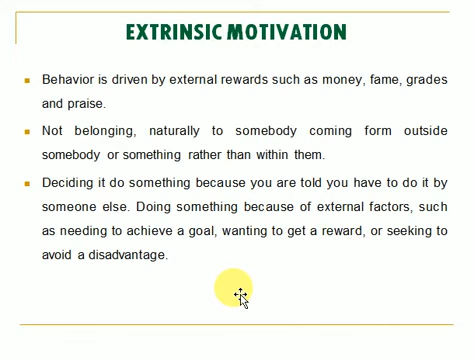 EXTRINSIC MOTIVATION
Behavior is driven by external rewards such as money, fame, grades
and praise.
Not belonging, naturally to somebody coming form outside
somebody or something rather than within them.
Deciding it do something because you are told you have to do it by
someone else. Doing something because of external factors, such
as needing to achieve a goal, wanting to get a reward, or seeking to
avoid a disadvantage.